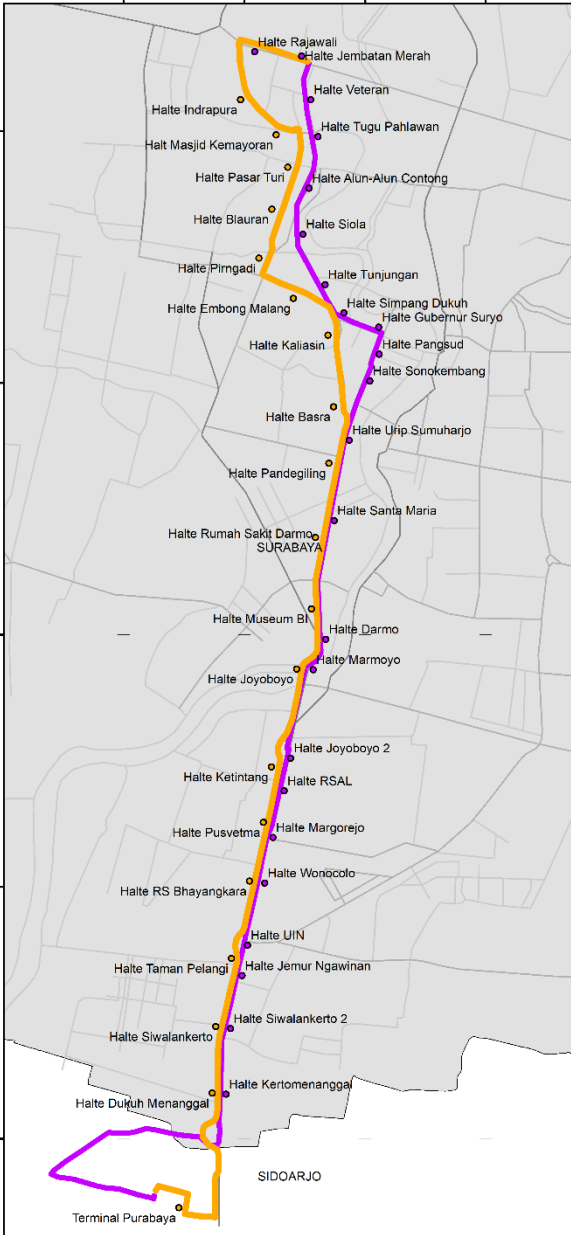 Halte Rajawali
Halte Jembatan Merah
Halte Veteran
Halte Indrapura
Halte Tugu Pahlawan
Halt Masjid Kemayoran
Halte Pasar Turi
Halte Alun-Alun Contong
Halte Blauran
Halte Siola
Halte Pirngadi
Halte Tunjungan
Halte Embong Malang
Halte Simpang Dukuh
Halte Gubernur Suryo
Halte Kaliasin
Halte Pangsud
Halte Sonokembang
Halte Basra
Halte Urip Sumuharjo
Halte Pandegiling
Halte Santa Maria
Halte Rumah Sakit Darmo
SURABAYA
Halte Museum BI
Halte Darmo
Halte Marmoyo
Halte Joyoboyo
Halte Joyoboyo 2
Halte Ketintang
Halte RSAL
Halte Pusvetma
Halte Margorejo
Halte Wonocolo
Halte RS Bhayangkara
Halte UIN
Halte Taman Pelangi
Halte Jemur Ngawinan
Halte Siwalankerto 2
Halte Siwalankerto
Halte Kertomenanggal
Halte Dukuh Menanggal
SIDOARJO
Terminal Purabaya